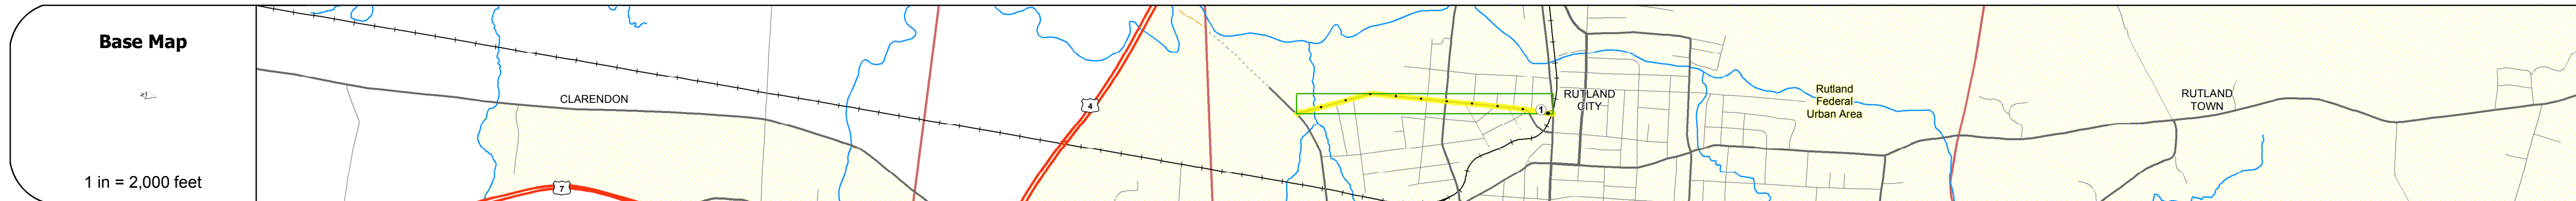 Base Map
1 in = 2,000 feet
CLARENDON
7
4
1
RUTLAND
CITY
Rutland
Federal
Urban Area
RUTLAND
TOWN